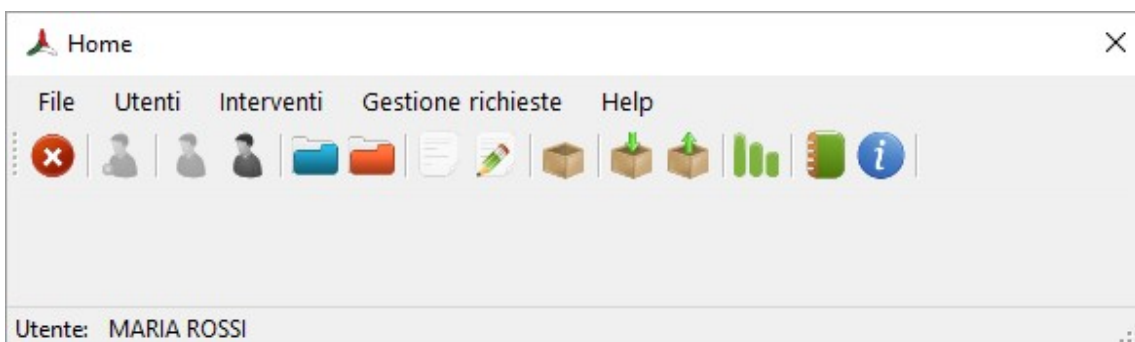 Home
File Utenti Interventi Gestione richieste Help
Utente: MARIA ROSSI